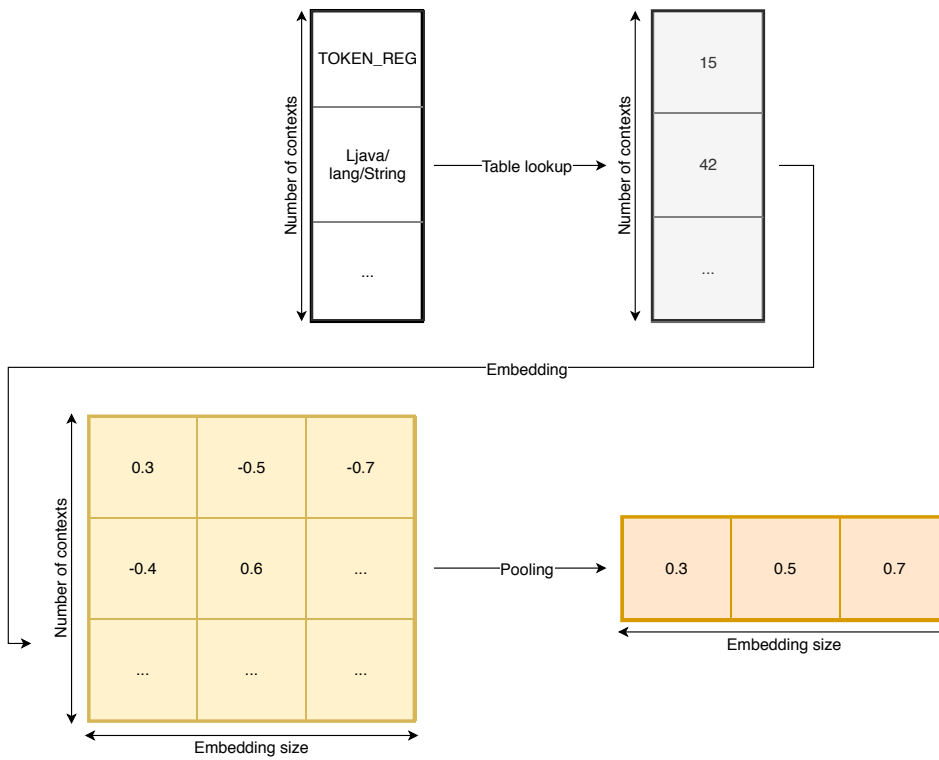 Number of contexts
TOKEN_REG
Ljava/
lang/String
...
Table lookup
Number of contexts
15
42
...
Embedding
Number of contexts
0.3 -0.5 -0.7
-0.4 0.6 ...
... ... ...
Embedding size
Pooling
0.3 0.5 0.7
Embedding size